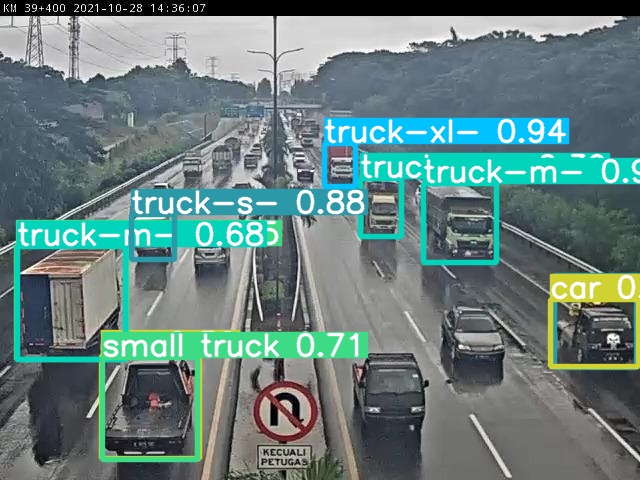 KM 39+400 2021-10-28 14:36:07
truck-xl- 0.94
truck-m- 0.9
truck-s- 0.88
truck-m- 0.68
car 0.
small truck 0.71
KECUALI
PETUGAS